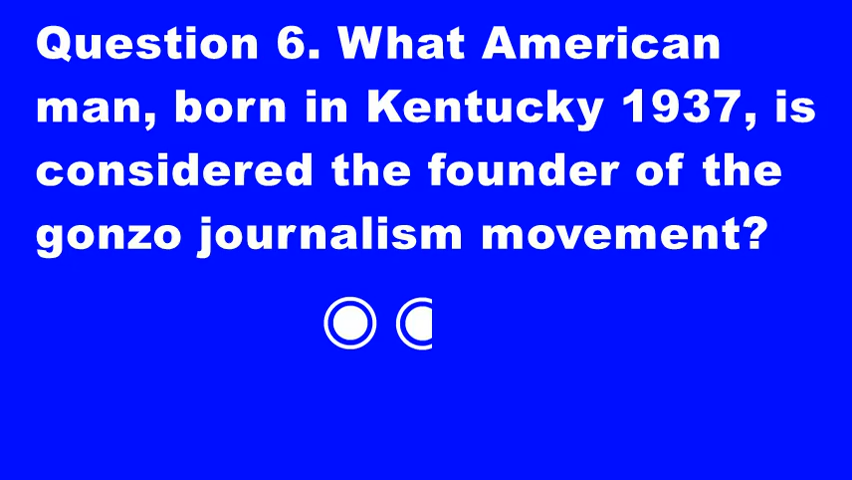 Question 6. What American
man, born in Kentucky 1937, is
considered the founder of the
gonzo journalism movement?